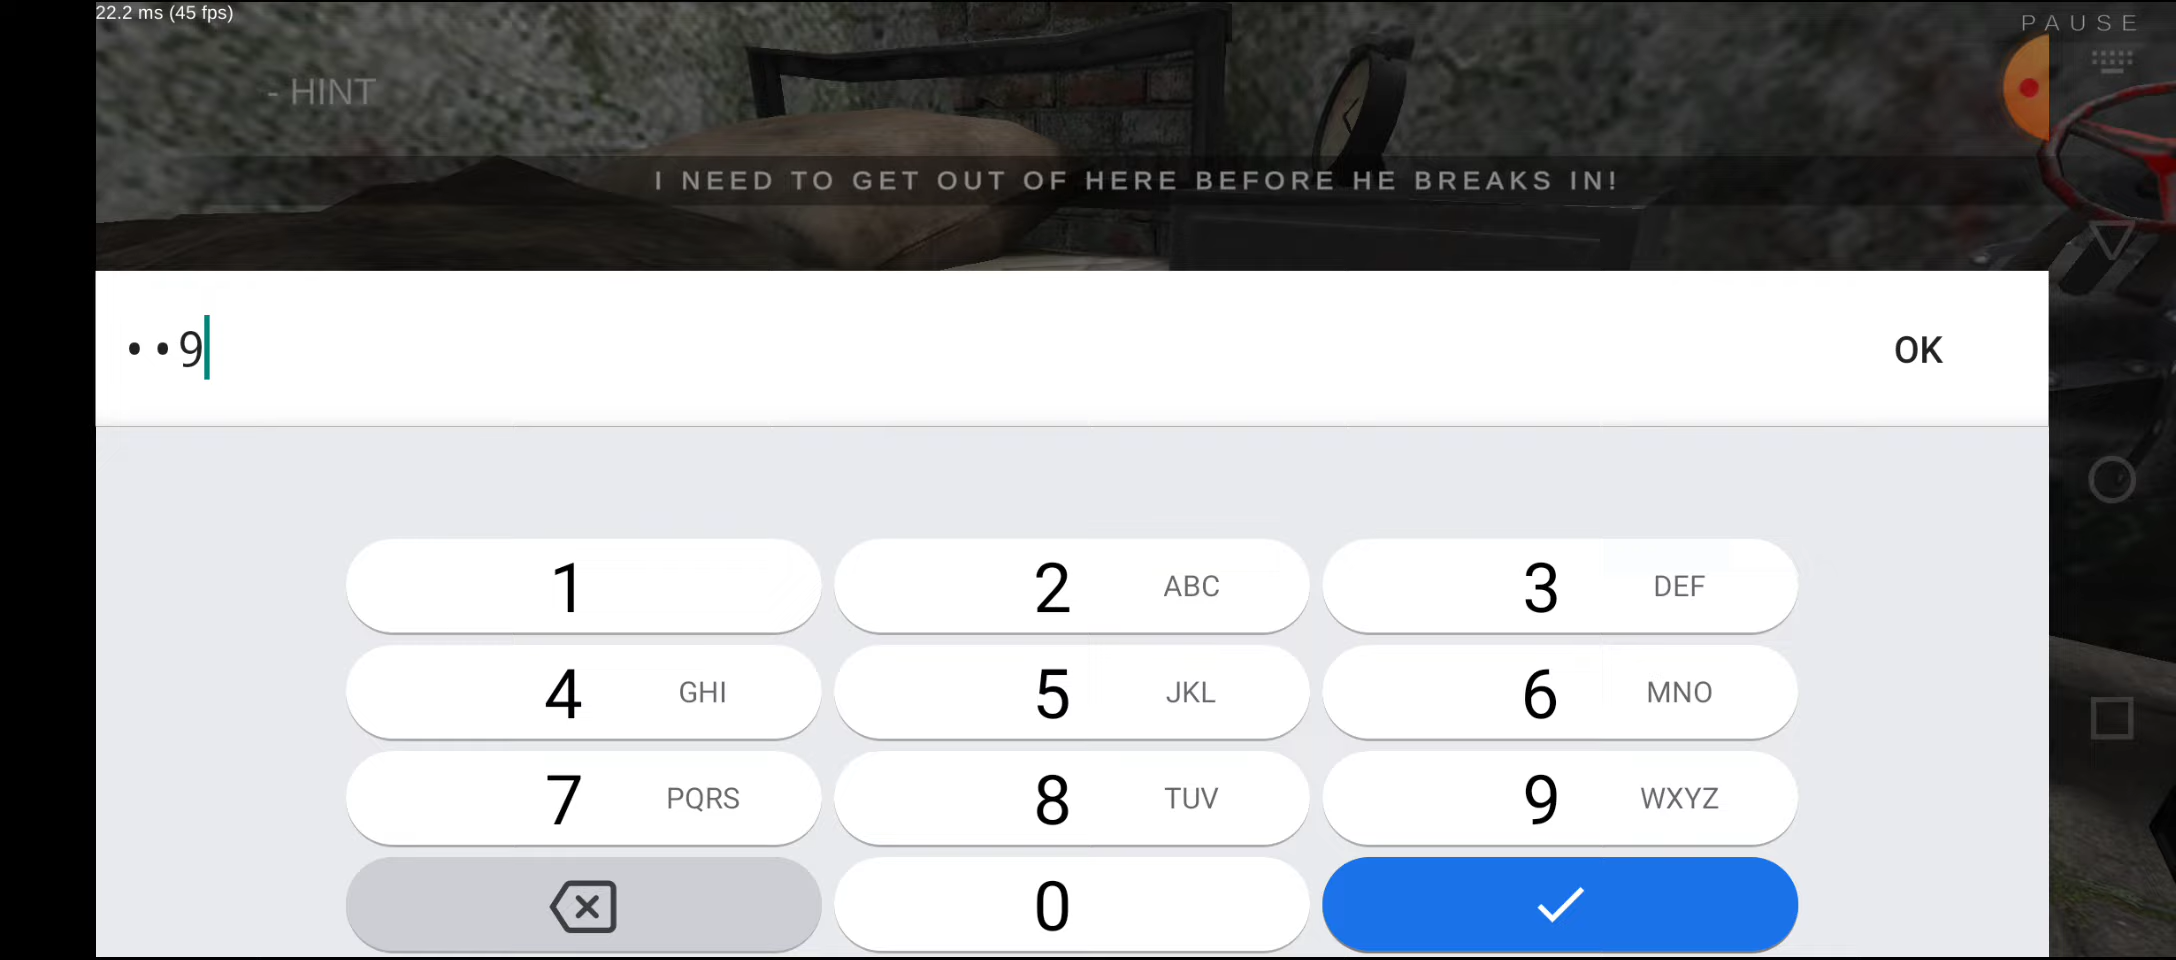 22.2 ms (45 fps)
PAUSE
- HINT
I NEED TO GET OUT OF HERE BEFORE HE BREAKS IN!
••9
OK
1
2 ABC
3 DEF
4 GHI
5 JKL
6 MNO
7 PQRS
8 TUV
9 WXYZ
0